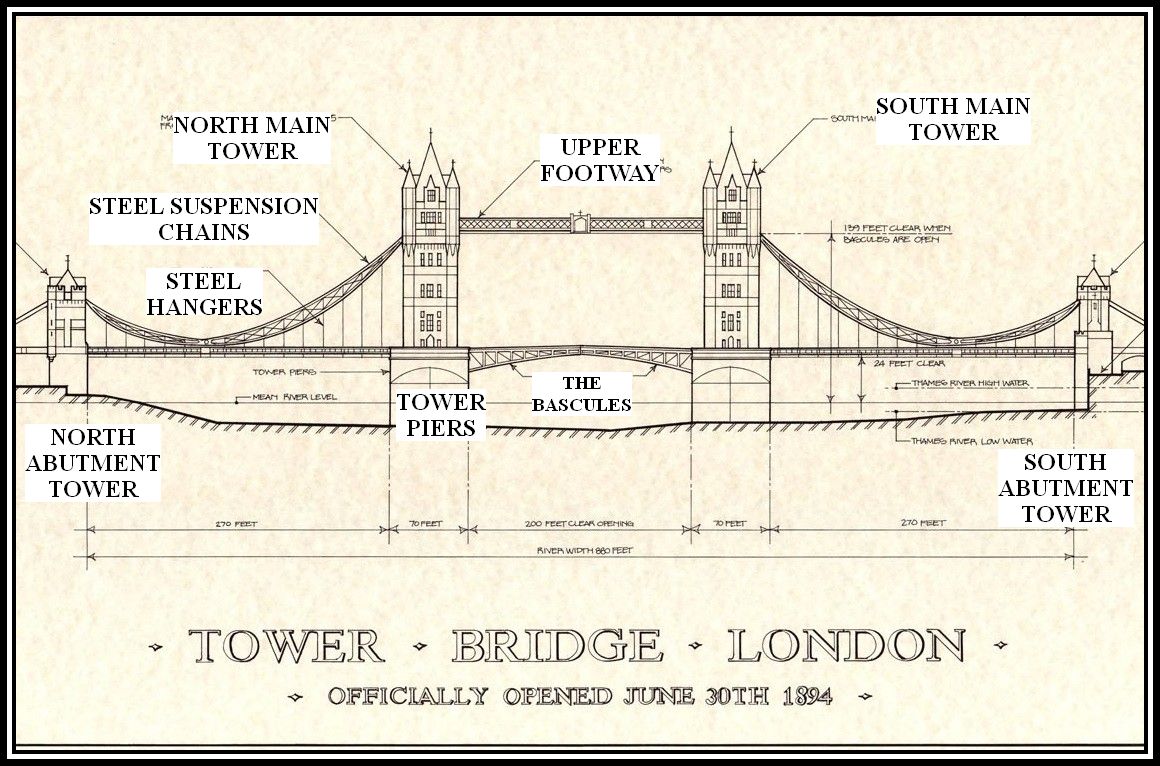 NORTH MAIN
TOWER
SOUTH MAIN
TOWER
SOUTH MA
UPPER
FOOTWAY
STEEL SUSPENSION
CHAINS
139 FEET CLEAR WHEN
BASCULES ARE OPEN
STEEL
HANGERS
24 FEET CLEAR
TOWER PIERS
THAMES RIVER HIGH WATER
MEAN RIVER LEVEL
THE
BASCULES
TOWER
PIERS
THAMES RIVER LOW WATER
NORTH
ABUTMENT
TOWER
SOUTH
ABUTMENT
TOWER
270 FEET
70 FEET
200 FEET CLEAR OPENING
70 FEET
270 FEET
RIVER WIDTH 880 FEET
TOWER BRIDGE LONDON
OFFICIALLY OPENED JUNE 30TH 1894